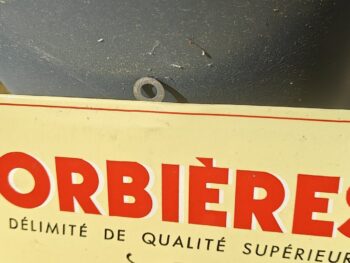 ORBIÈRES
DÉLIMITÉ DE QUALITÉ SUPÉRIEUR